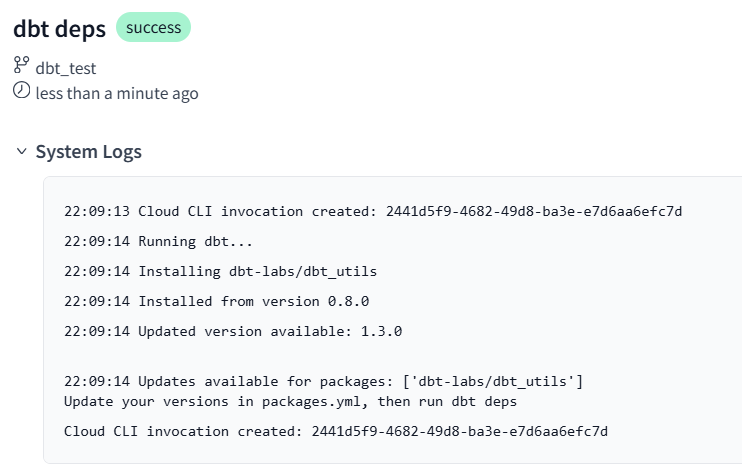 dbt deps success
dbt_test
less than a minute ago
System Logs
22:09:13 Cloud CLI invocation created: 2441d5f9-4682-49d8-ba3e-e7d6aa6efc7d
22:09:14 Running dbt...
22:09:14 Installing dbt-labs/dbt_utils
22:09:14 Installed from version 0.8.0
22:09:14 Updated version available: 1.3.0
22:09:14 Updates available for packages: ['dbt-labs/dbt_utils']
Update your versions in packages.yml, then run dbt deps
Cloud CLI invocation created: 2441d5f9-4682-49d8-ba3e-e7d6aa6efc7d